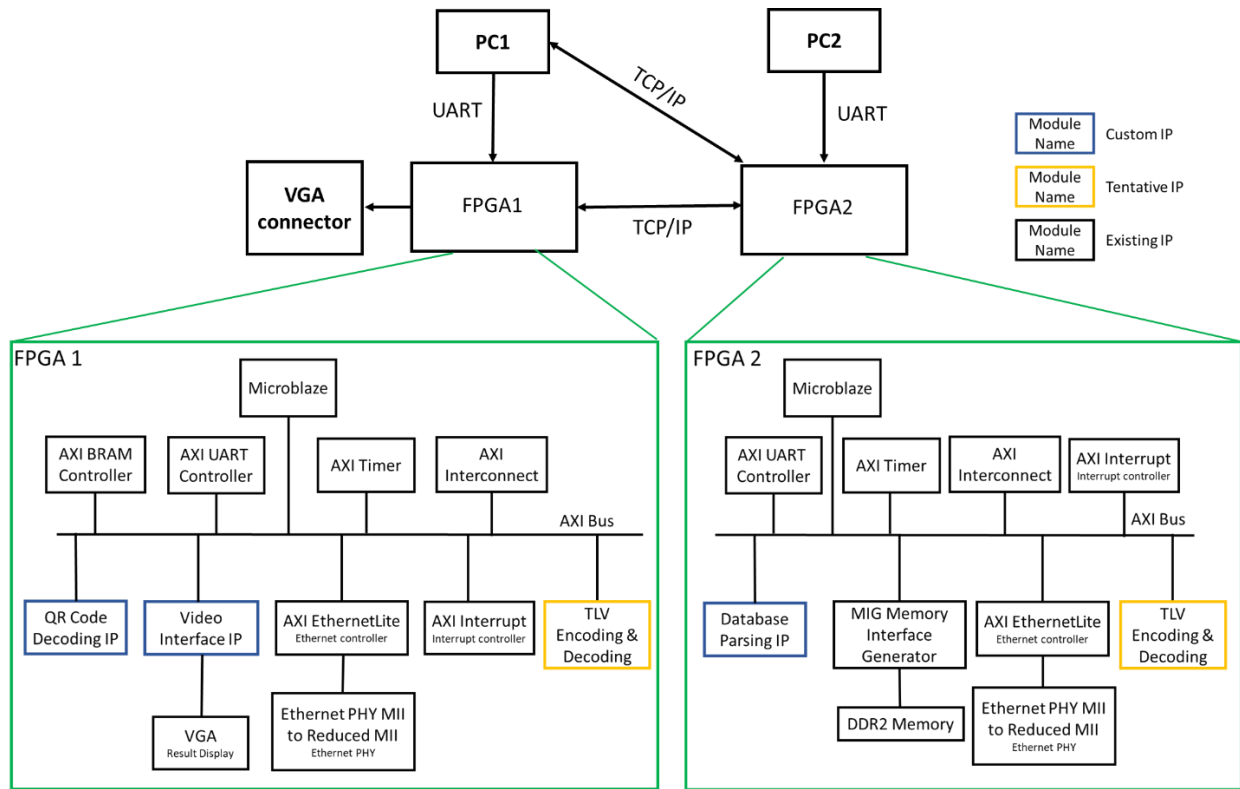 PC1
PC2
TCP/IP
UART
UART
Module
Name
Custom IP
Module
Name
Tentative IP
Module
Name
Existing IP
VGA
connector
FPGA1
TCP/IP
FPGA2
FPGA 1
Microblaze
AXI BRAM
Controller
AXI UART
Controller
AXI Timer
AXI
Interconnect
AXI Bus
QR Code
Decoding IP
Video
Interface IP
AXI EthernetLite
Ethernet controller
AXI Interrupt
Interrupt controller
TLV
Encoding &
Decoding
VGA
Result Display
Ethernet PHY MII
to Reduced MII
Ethernet PHY
FPGA 2
Microblaze
AXI UART
Controller
AXI Timer
AXI
Interconnect
AXI Interrupt
Interrupt controller
AXI Bus
Database
Parsing IP
MIG Memory
Interface
Generator
AXI EthernetLite
Ethernet controller
TLV
Encoding &
Decoding
DDR2 Memory
Ethernet PHY MII
to Reduced MII
Ethernet PHY